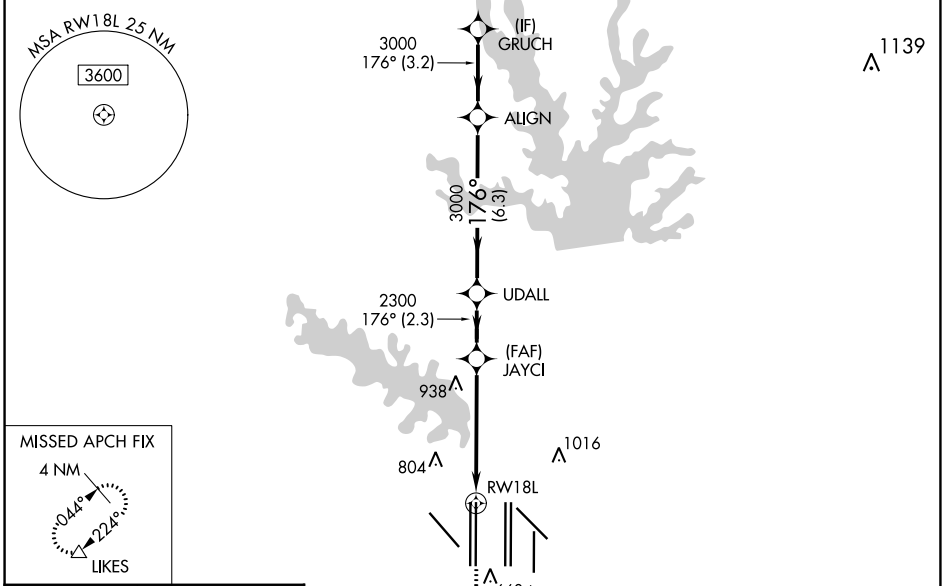 MSA RW18L 25 NM
3600
3000
176° (3.2)
(IF)
GRUCH
1139
ALIGN
3000
176°
(6.3)
UDALL
2300
176° (2.3)
(FAF)
JAYCI
938
804
1016
RW18L
MISSED APCH FIX
4 NM
044°
224°
LIKES